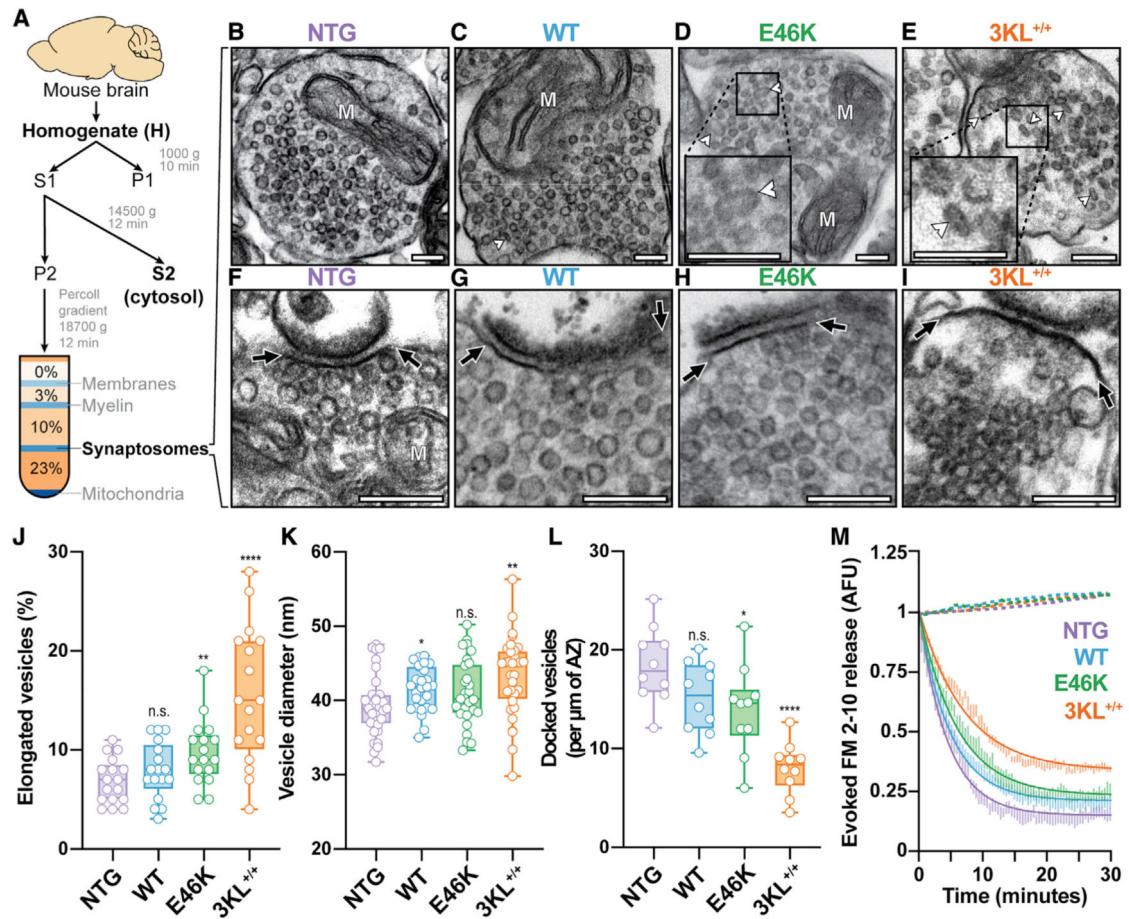 A
Mouse brain
Homogenate (H)
1000 g
10 min
S1
P1
14500 g
12 min
P2
S2
(cytosol)
Percoll
gradient
18700 g
12 min
0%
Membranes
3%
Myelin
10%
Synaptosomes
23%
Mitochondria
B NTG
M
C WT
M
D E46K
M
M
E 3KL+/+
F NTG
M
G WT
H E46K
I 3KL+/+
J
Elongated vesicles (%)
30
20
10
0
n.s.
**
****
NTG
WT
E46K
3KL+/+
K
Vesicle diameter (nm)
60
50
40
30
20
*
n.s.
**
NTG
WT
E46K
3KL+/+
L
Docked vesicles
(per μm of AZ)
30
20
10
0
n.s.
*
****
NTG
WT
E46K
3KL+/+
M
Evoked FM 2-10 release (AFU)
1.25
1
0.75
0.5
0.25
0
NTG
WT
E46K
3KL+/+
0
10
20
30
Time (minutes)